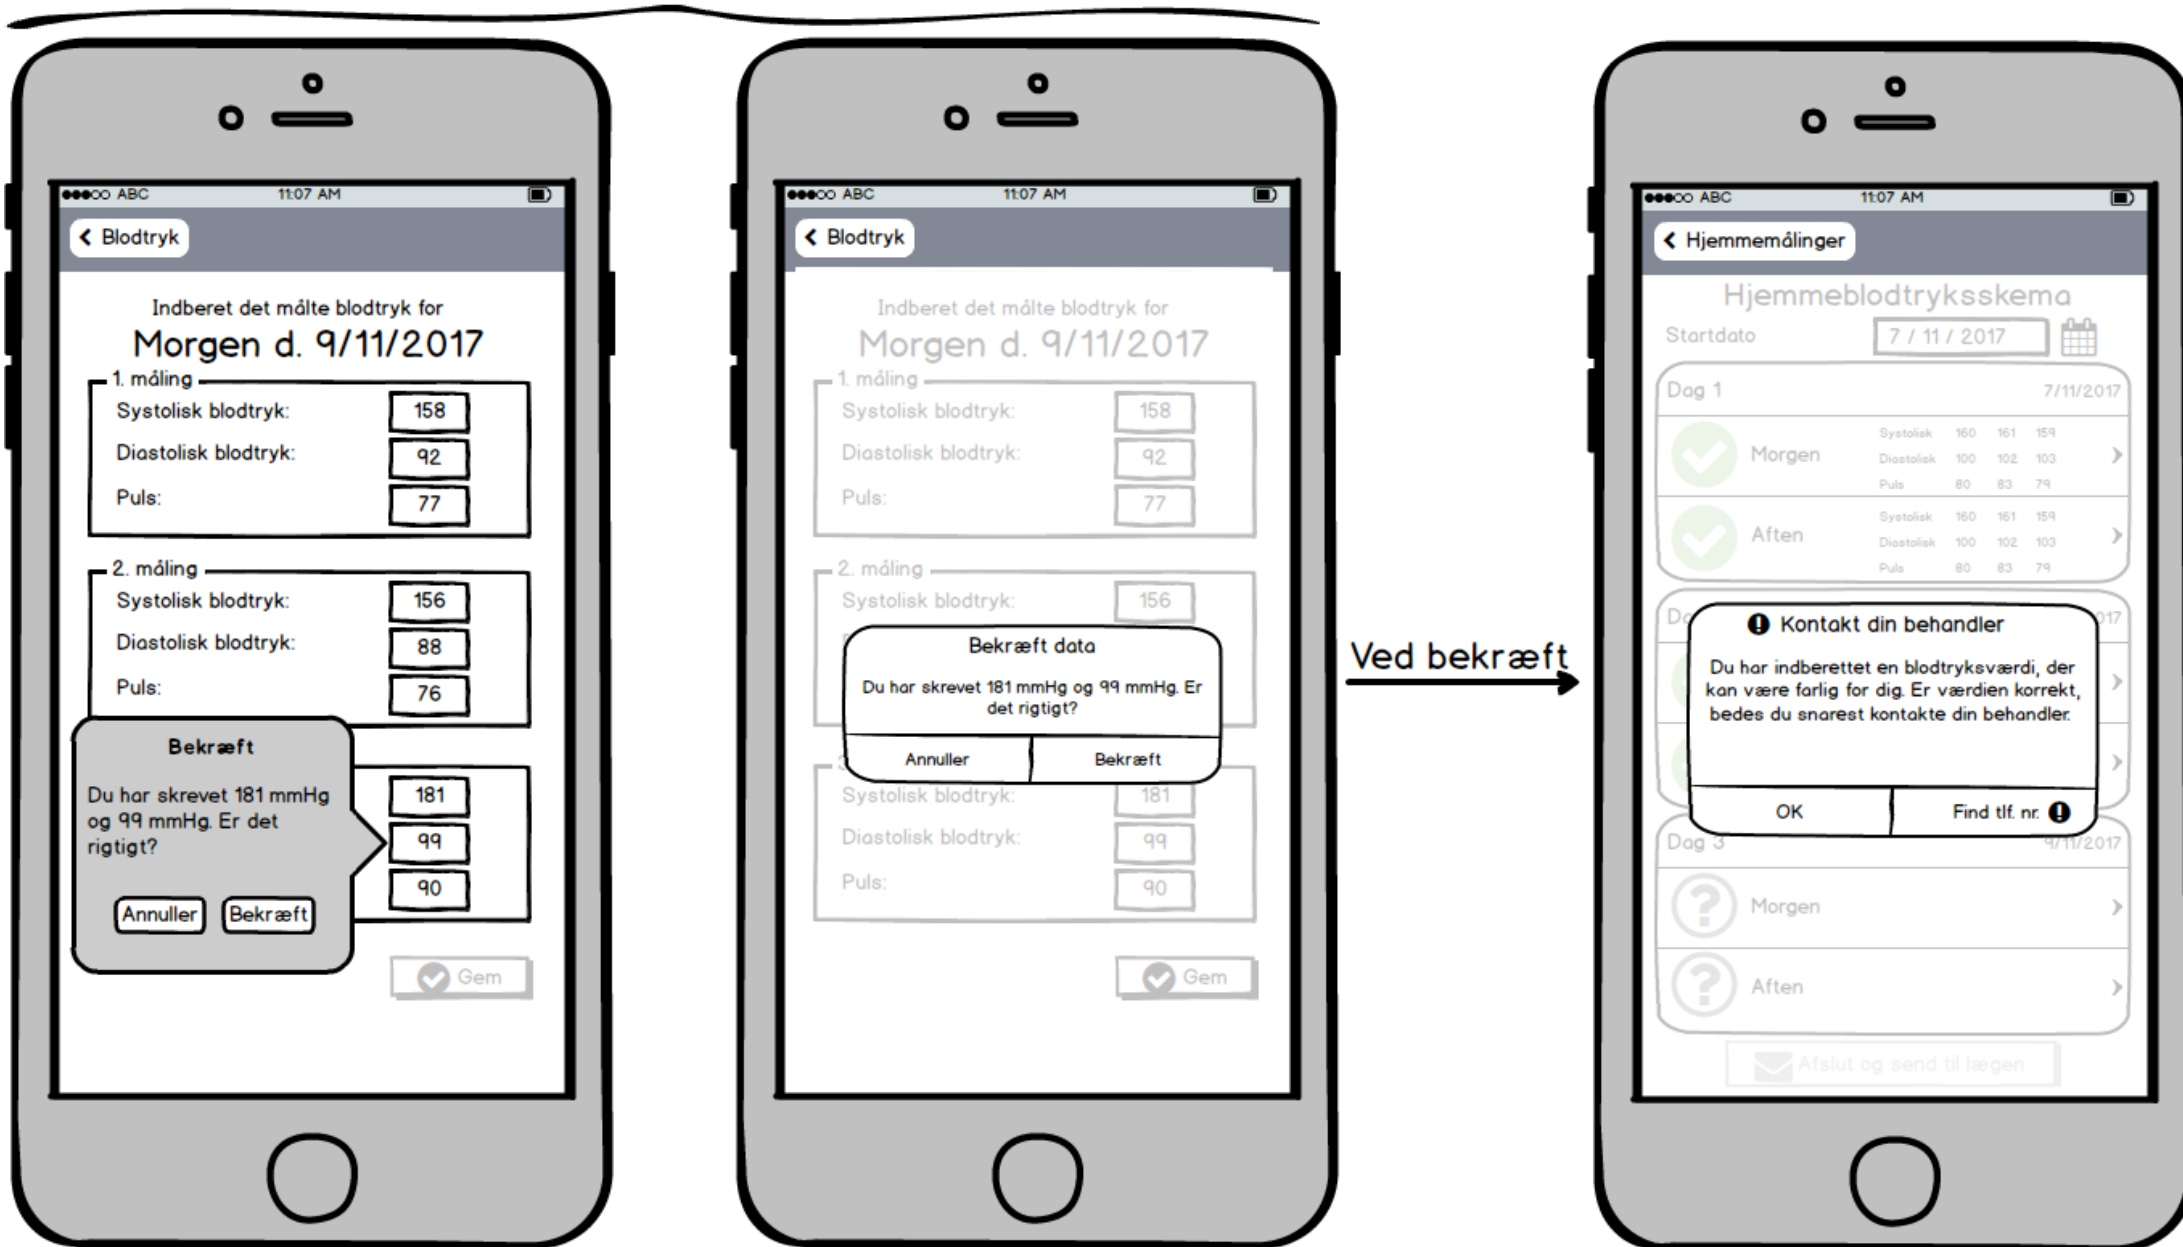 ABC 11:07 AM
Blodtryk
Indberet det målte blodtryk for
Morgen d. 9/11/2017
1. måling
Systolisk blodtryk: 158
Diastolisk blodtryk: 92
Puls: 77
2. måling
Systolisk blodtryk: 156
Diastolisk blodtryk: 88
Puls: 76
Bekræft
Du har skrevet 181 mmHg
og 99 mmHg. Er det
rigtigt?
Annuller Bekræft
181
99
90
Gem
ABC 11:07 AM
Blodtryk
Indberet det målte blodtryk for
Morgen d. 9/11/2017
1. måling
Systolisk blodtryk: 158
Diastolisk blodtryk: 92
Puls: 77
2. måling
Systolisk blodtryk: 156
Bekræft data
Du har skrevet 181 mmHg og 99 mmHg. Er
det rigtigt?
Annuller Bekræft
Systolisk blodtryk: 181
Diastolisk blodtryk: 99
Puls: 90
Gem
Ved bekræft
ABC 11:07 AM
Hjemmemålinger
Hjemmeblodtryksskema
Startdato 7 / 11 / 2017
Dag 1 7/11/2017
Morgen
Systolisk 160 161 159
Diastolisk 100 102 103
Puls 80 83 79
Aften
Systolisk 160 161 159
Diastolisk 100 102 103
Puls 80 83 79
Kontakt din behandler
Du har indberettet en blodtryksværdi, der
kan være farlig for dig. Er værdien korrekt,
bedes du snarest kontakte din behandler.
OK Find tlf. nr.
Dag 3 9/11/2017
Morgen
Aften
Afslut og send til lægen